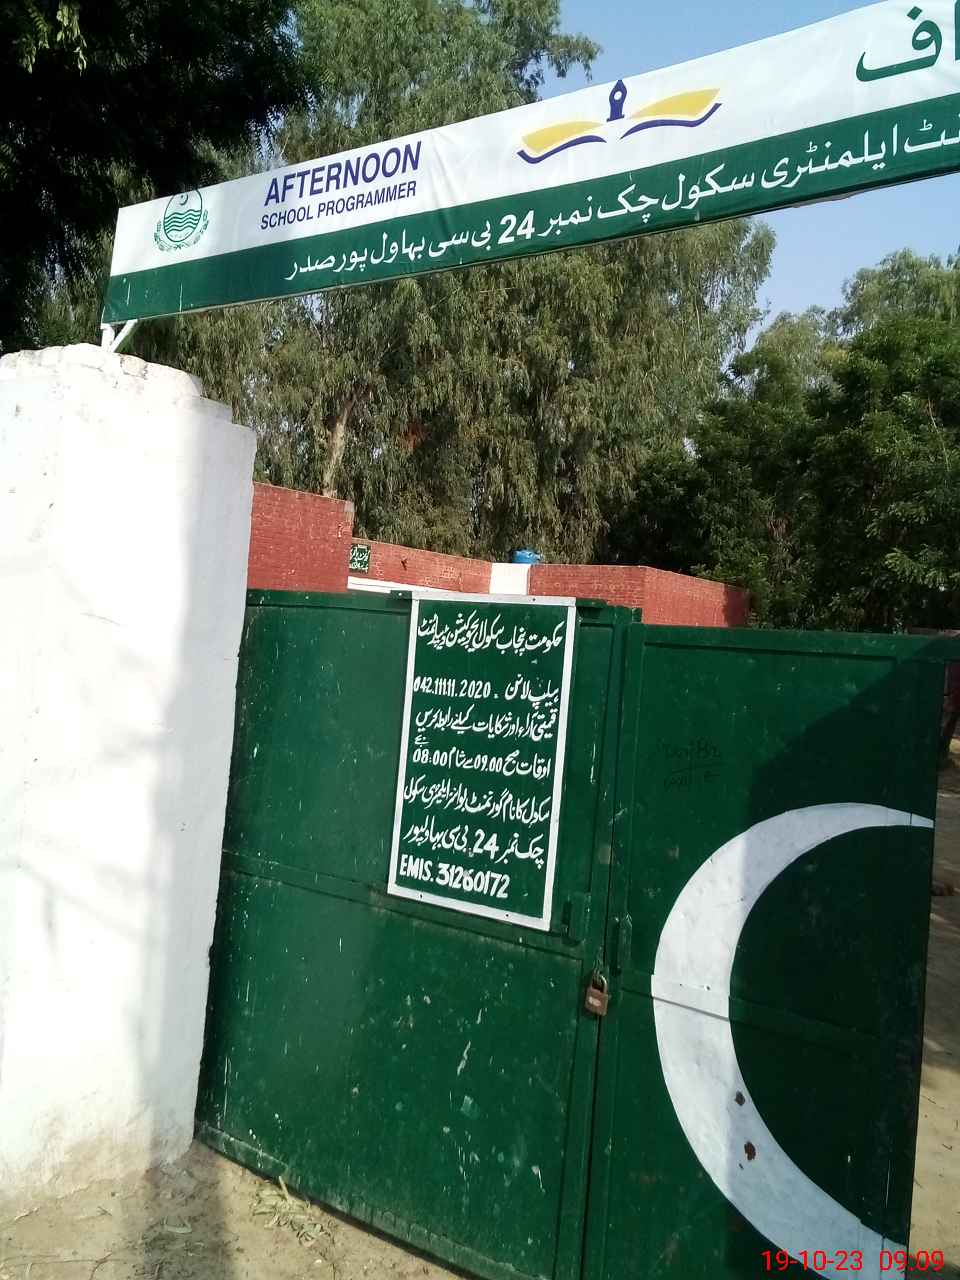 AFTERNOON
SCHOOL PROGRAMMER
ایلمنٹری سکول چک نمبر 24 بی سی بہاول پور صدر
حکومت پنجاب سکول ایجوکیشن ڈیپارٹمنٹ
ہیلپ لائن 042.111.11.2020
قیمتی آراء اور شکایات کیلئے رابطہ کریں
اوقات صبح 09.00 سے شام 08:00 بجے
سکول کا نام گورنمنٹ بوائز ایلیمنٹری سکول
چک نمبر 24 بی سی بہاولپور
EMIS. 31260172
19-10-23 09:09